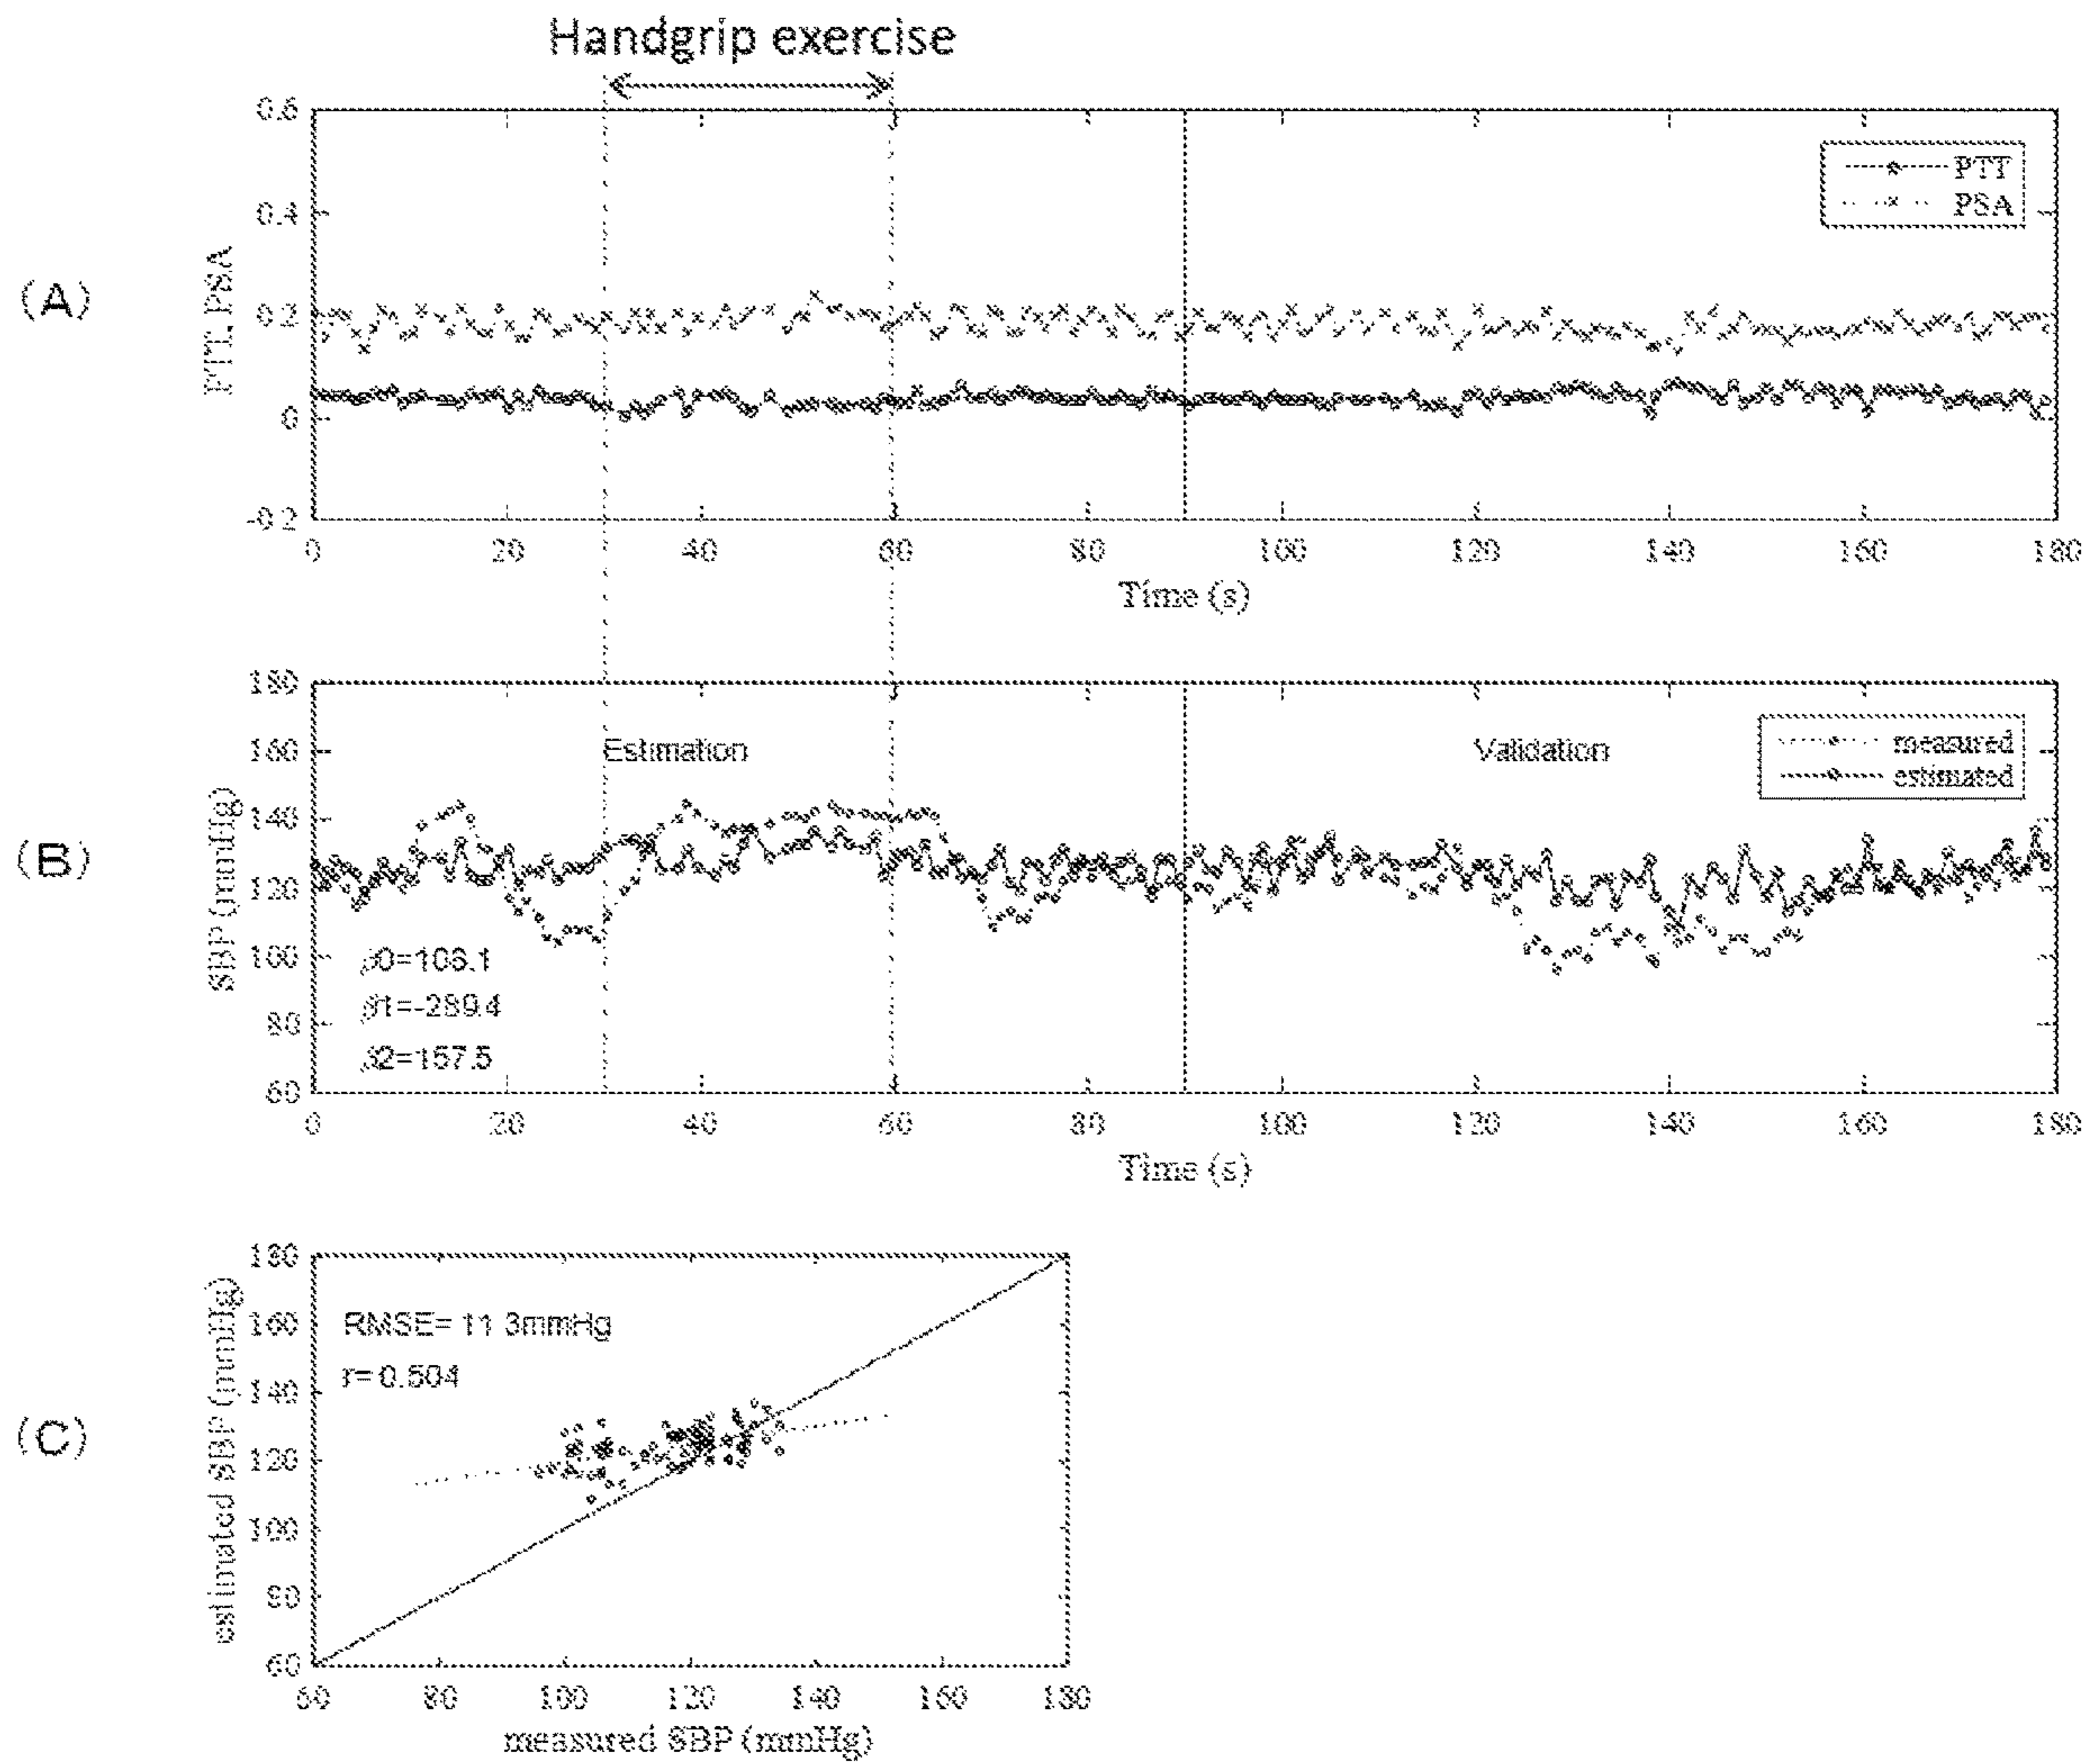 Handgrip exercise
(A)
PTT, PSA
0.6
0.4
0.2
0
-0.2
PTT
PSA
0 20 40 60 80 100 120 140 160 180
Time (s)
(B)
SBP (mmHg)
180
160
140
120
100
80
60
Estimation
Validation
measured
estimated
β0=108.1
β1=-289.4
β2=157.5
0 20 40 60 80 100 120 140 160 180
Time (s)
(C)
estimated SBP (mmHg)
180
160
140
120
100
80
60
RMSE= 11.3mmHg
r= 0.504
60 80 100 120 140 160 180
measured SBP (mmHg)